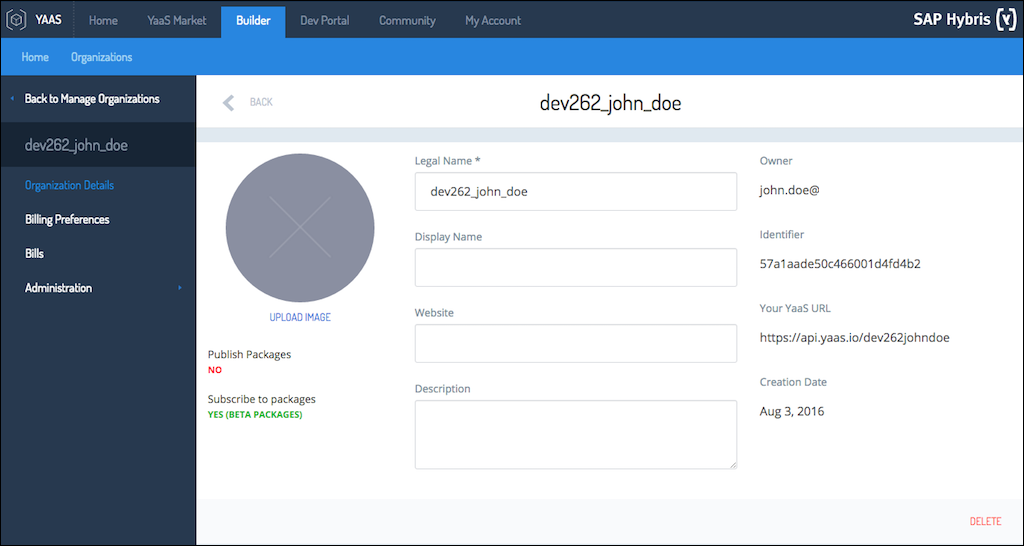 YAAS Home YaaS Market Builder Dev Portal Community My Account SAP Hybris (Y)
Home Organizations
Back to Manage Organizations
BACK
dev262_john_doe
dev262_john_doe
Organization Details
Billing Preferences
Bills
Administration
UPLOAD IMAGE
Publish Packages
NO
Subscribe to packages
YES (BETA PACKAGES)
Legal Name *
dev262_john_doe
Display Name
Website
Description
Owner
john.doe@
Identifier
57a1aade50c466001d4fd4b2
Your YaaS URL
https://api.yaas.io/dev262johndoe
Creation Date
Aug 3, 2016
DELETE